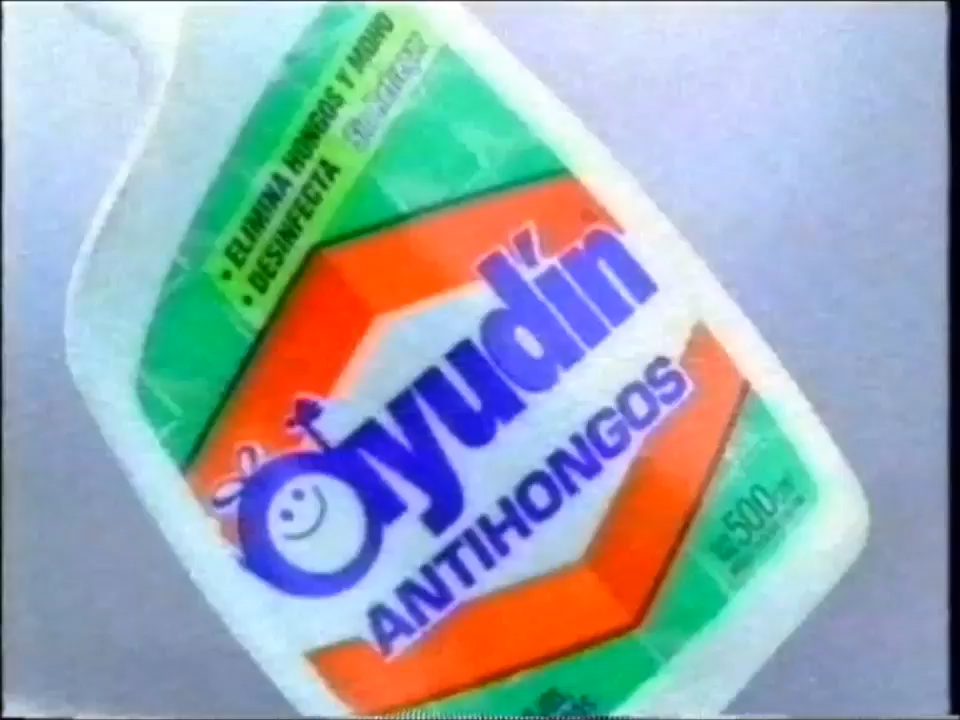 • ELIMINA HONGOS Y MOHO
• DESINFECTA
Ayudín
ANTIHONGOS
500